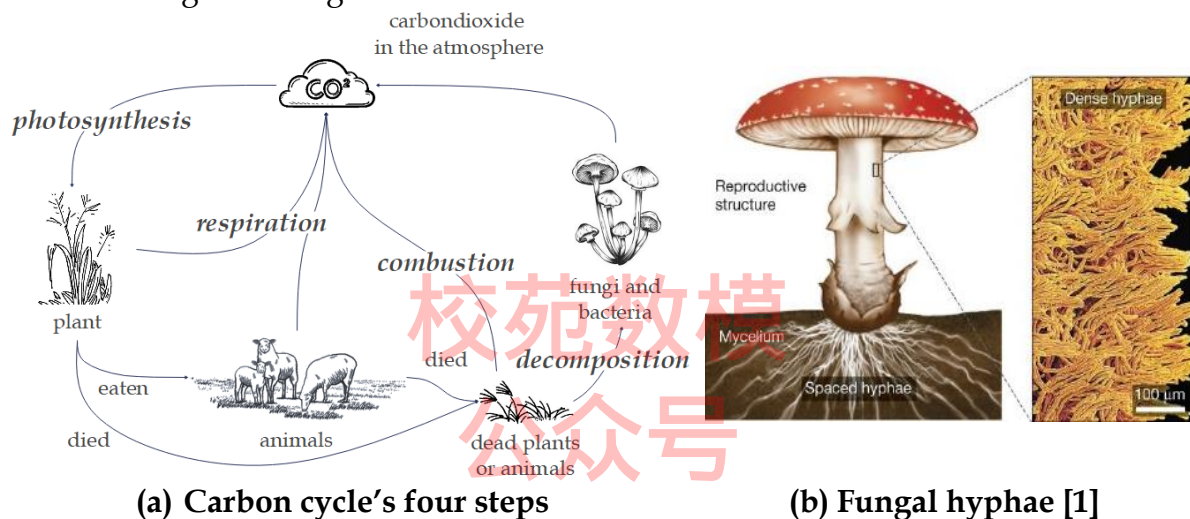 carbondioxide
in the atmosphere
CO²
photosynthesis
respiration
combustion
plant
eaten
died
animals
died
dead plants
or animals
decomposition
fungi and
bacteria
校苑数模
公众号
(a) Carbon cycle's four steps
Reproductive
structure
Mycelium
Spaced hyphae
Dense hyphae
100 µm
(b) Fungal hyphae [1]